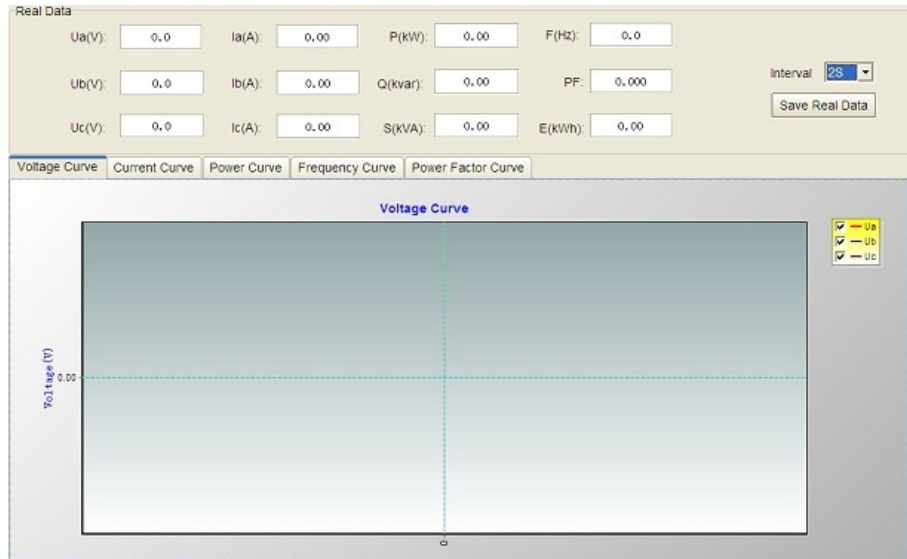 Real Data
Ua(V): 0.0 Ia(A): 0.00 P(kW): 0.00 F(Hz): 0.0
Ub(V): 0.0 Ib(A): 0.00 Q(kvar): 0.00 PF: 0.000
Uc(V): 0.0 Ic(A): 0.00 S(kVA): 0.00 E(kWh): 0.00
Interval 2S
Save Real Data
Voltage Curve Current Curve Power Curve Frequency Curve Power Factor Curve
Voltage Curve
Ua
Ub
Uc
Voltage(V)
0.00
0